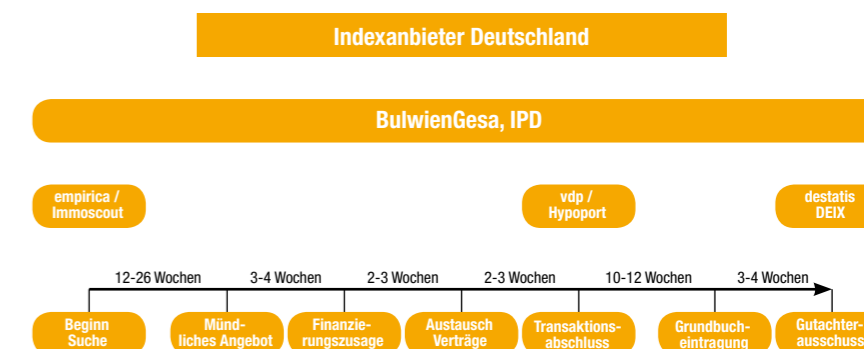 Indexanbieter Deutschland
BulwienGesa, IPD
empirica /
Immoscout
vdp /
Hypoport
destatis
DEIX
12-26 Wochen
3-4 Wochen
2-3 Wochen
2-3 Wochen
10-12 Wochen
3-4 Wochen
Beginn
Suche
Münd-
liches Angebot
Finanzie-
rungszusage
Austausch
Verträge
Transaktions-
abschluss
Grundbuch-
eintragung
Gutachter-
ausschuss